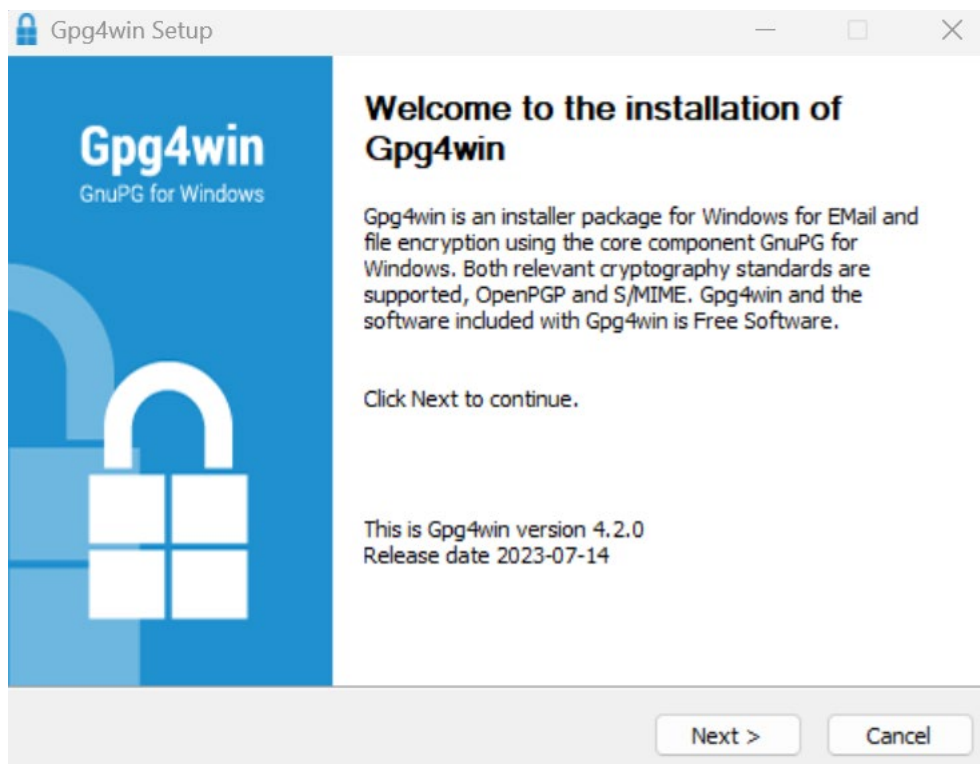 Gpg4win Setup
Gpg4win
GnuPG for Windows
Welcome to the installation of
Gpg4win
Gpg4win is an installer package for Windows for EMail and
file encryption using the core component GnuPG for
Windows. Both relevant cryptography standards are
supported, OpenPGP and S/MIME. Gpg4win and the
software included with Gpg4win is Free Software.
Click Next to continue.
This is Gpg4win version 4.2.0
Release date 2023-07-14
Next >
Cancel